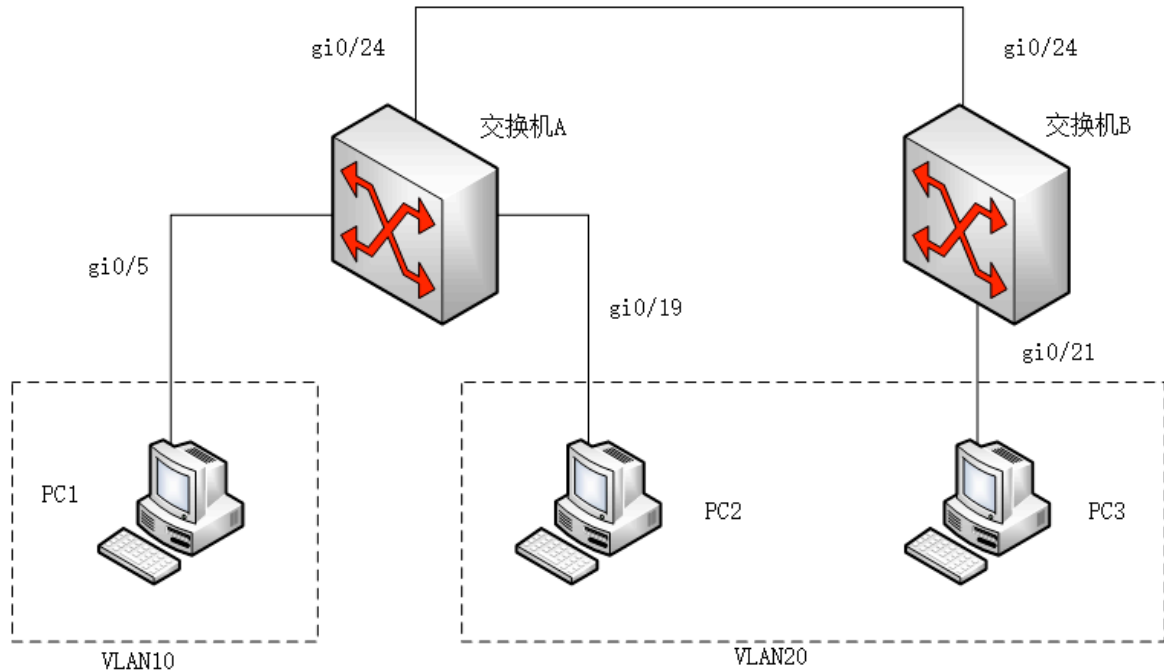 gi0/24
gi0/24
交换机A
交换机B
gi0/5
gi0/19
gi0/21
PC1
PC2
PC3
VLAN10
VLAN20